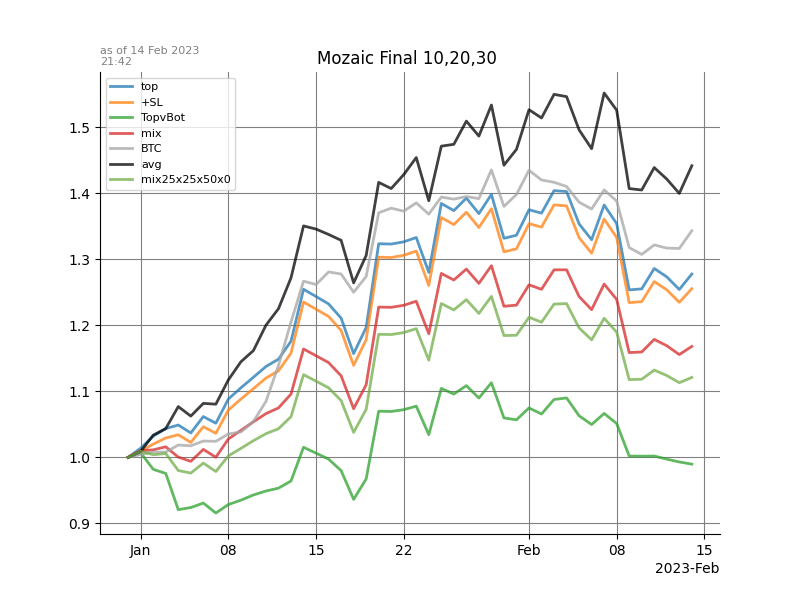 as of 14 Feb 2023
21:42
Mozaic Final 10,20,30
top
+SL
TopvBot
mix
BTC
avg
mix25x25x50x0
1.5
1.4
1.3
1.2
1.1
1.0
0.9
Jan 08 15 22 Feb 08 15
2023-Feb